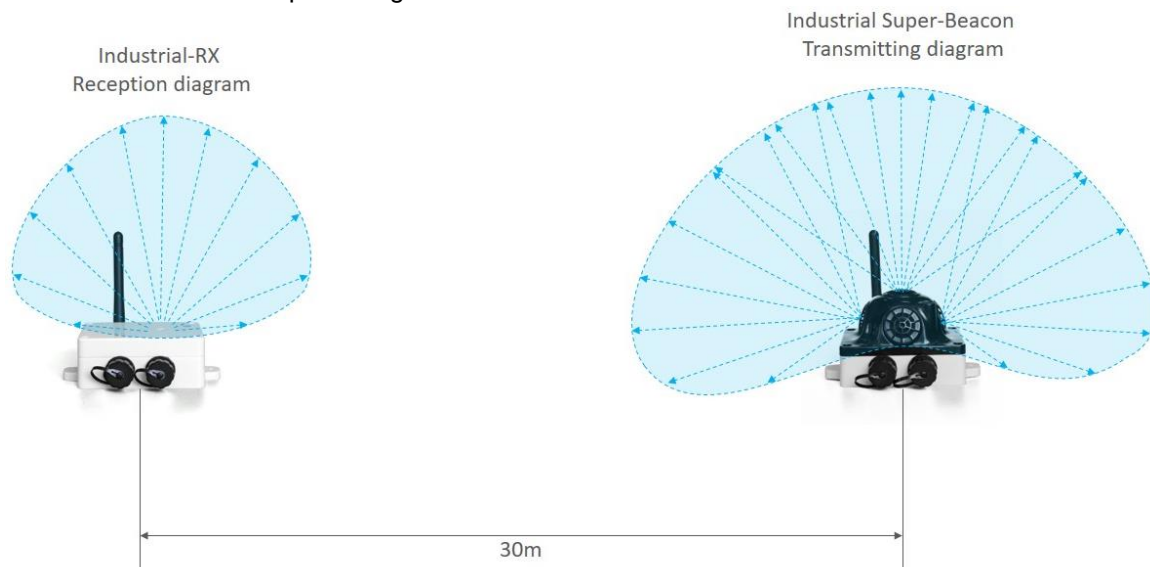 Industrial-RX
Reception diagram
Industrial Super-Beacon
Transmitting diagram
30m